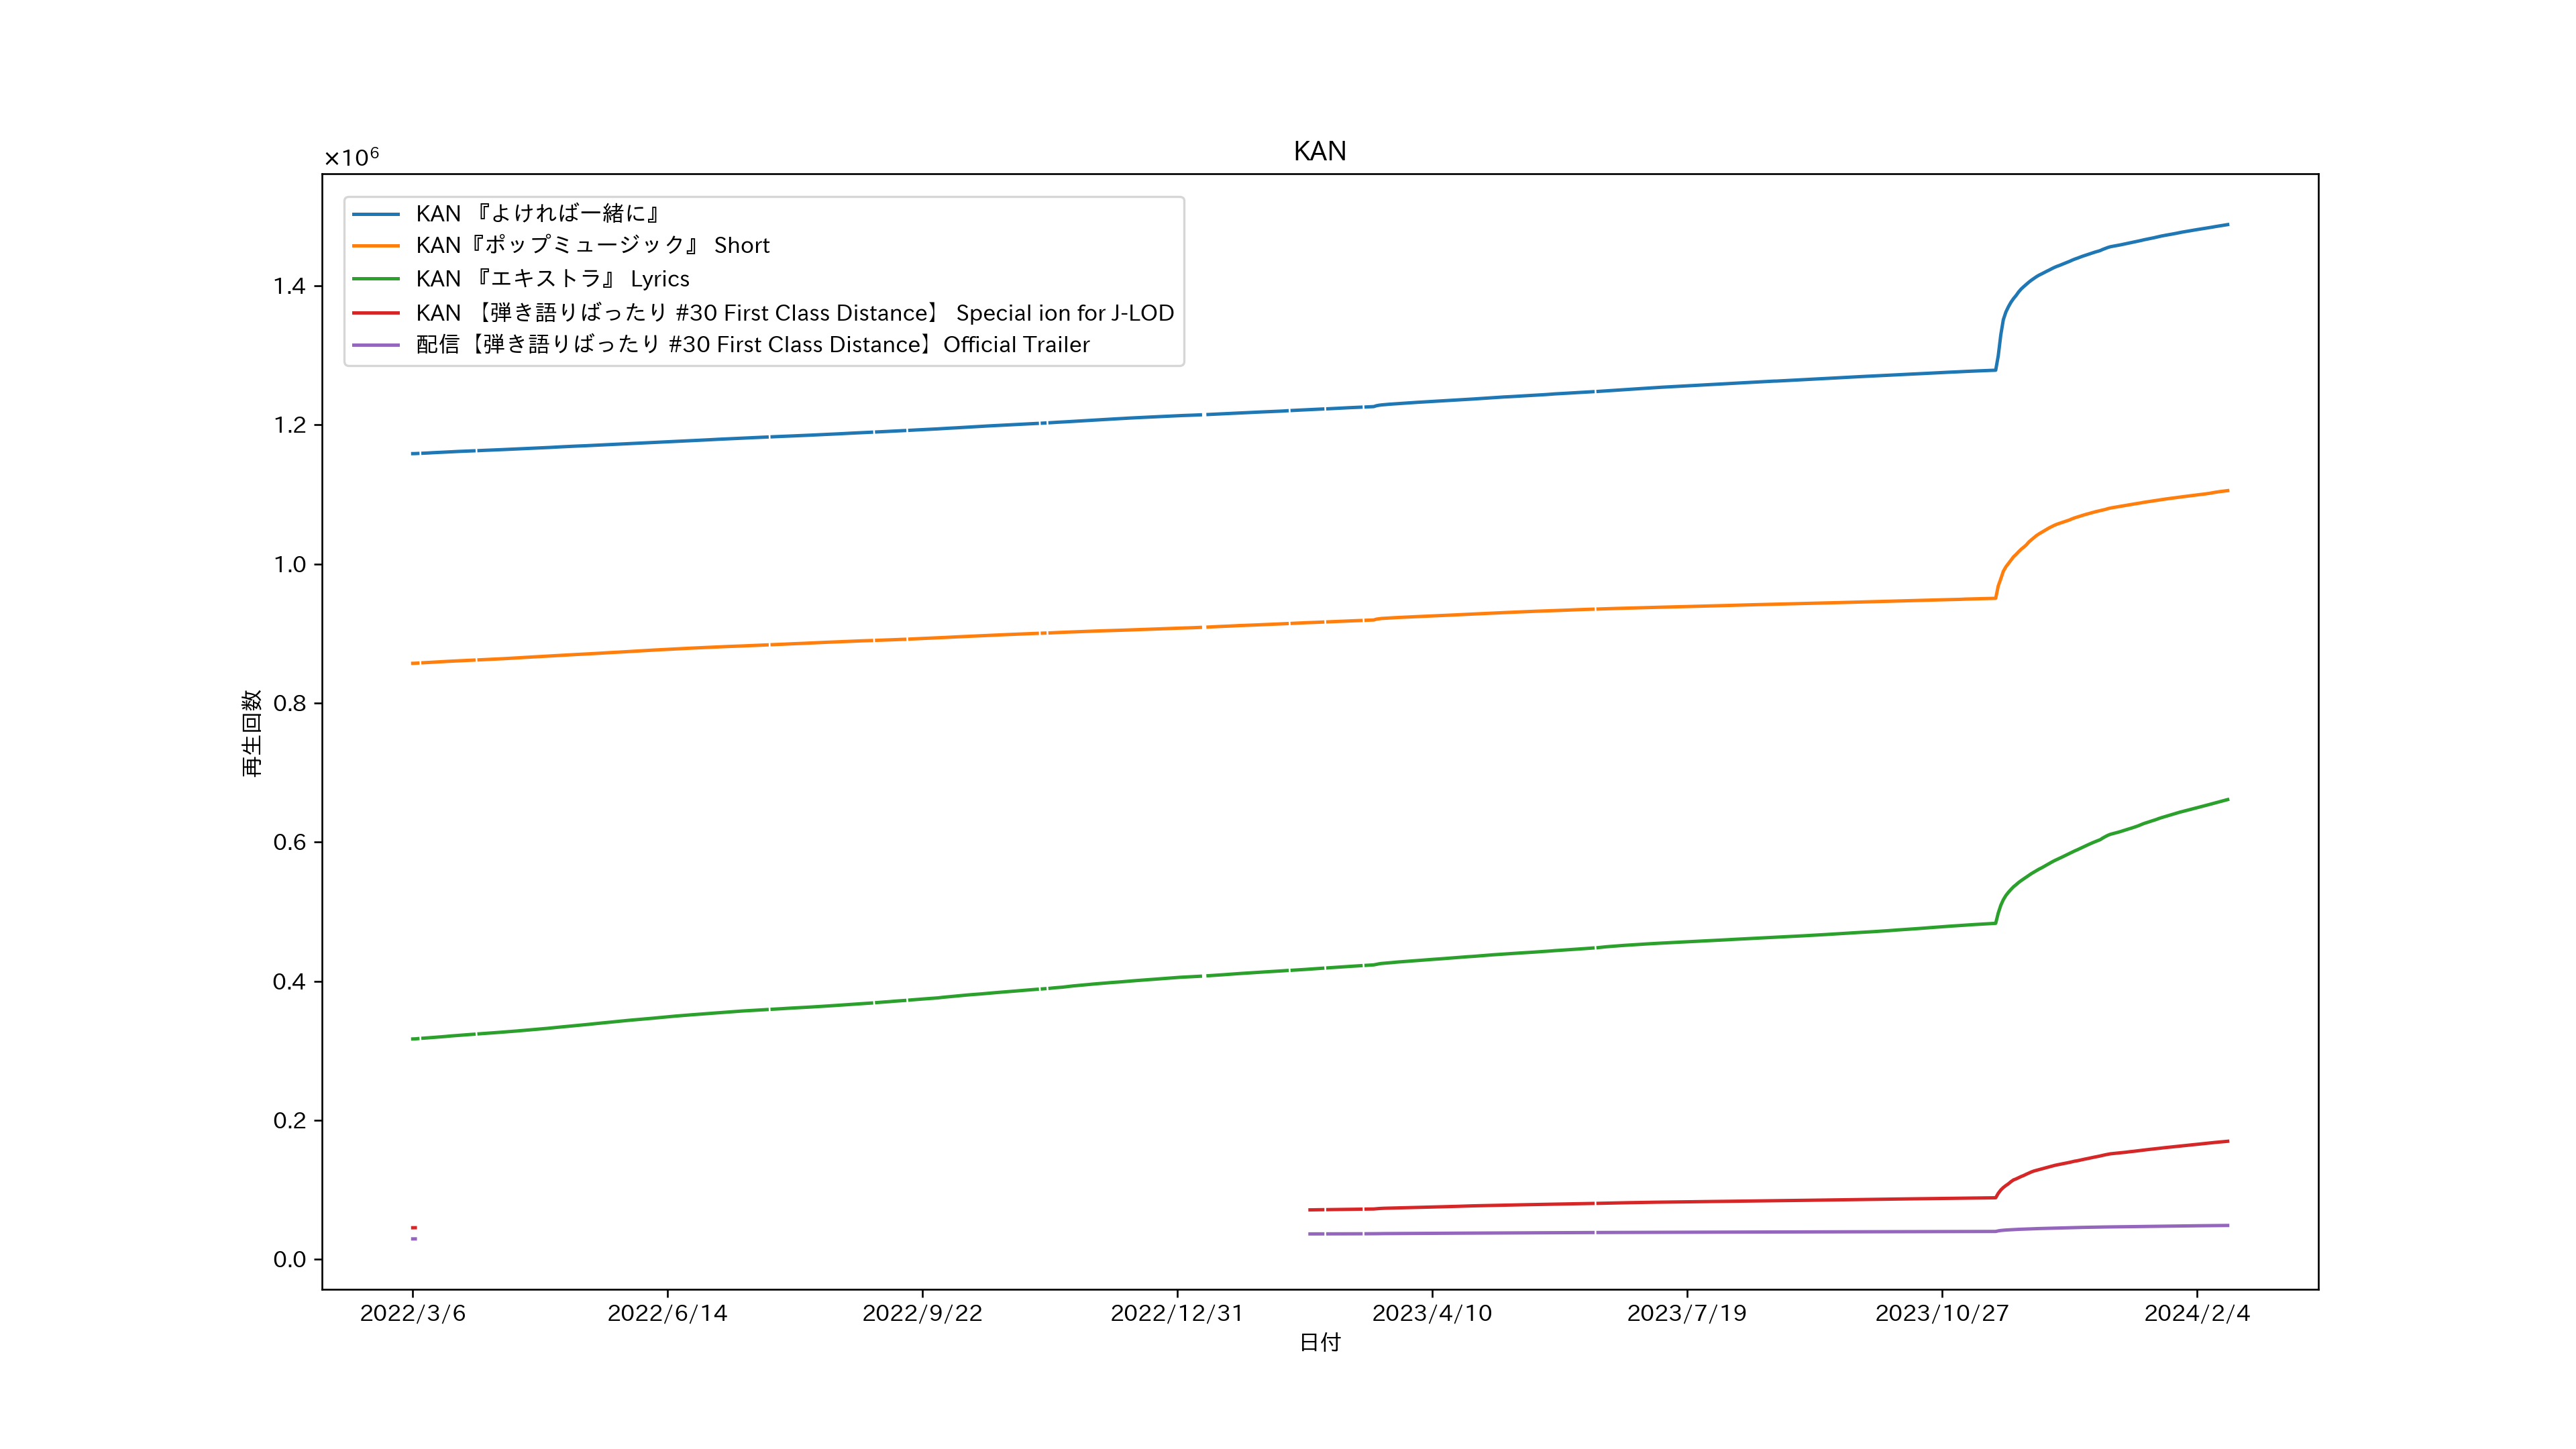 KAN
×10⁶
KAN 『よければ一緒に』
KAN『ポップミュージック』 Short
KAN 『エキストラ』 Lyrics
KAN 【弾き語りばったり #30 First Class Distance】 Special ion for J-LOD
配信【弾き語りばったり #30 First Class Distance】Official Trailer
1.4
1.2
1.0
0.8
0.6
0.4
0.2
0.0
再生回数
2022/3/6 2022/6/14 2022/9/22 2022/12/31 2023/4/10 2023/7/19 2023/10/27 2024/2/4
日付